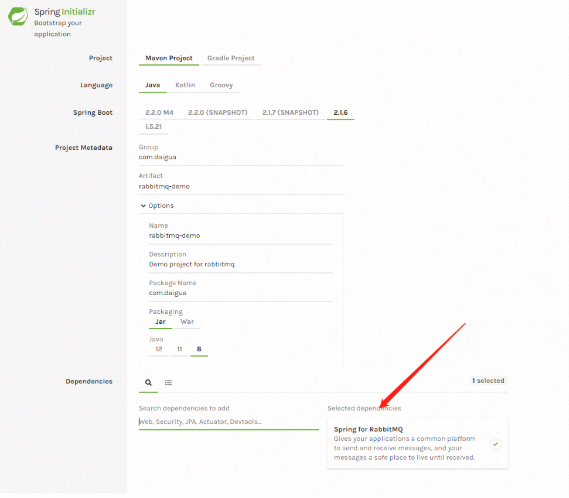 Spring Initializr
Bootstrap your
application
Project
Maven Project Gradle Project
Language
Java Kotlin Groovy
Spring Boot
2.2.0 M4 2.2.0 (SNAPSHOT) 2.1.7 (SNAPSHOT) 2.1.6
1.5.21
Project Metadata
Group
com.daigua
Artifact
rabbitmq-demo
Options
Name
rabbitmq-demo
Description
Demo project for rabbitmq
Package Name
com.daigua
Packaging
Jar War
Java
12 11 8
Dependencies
1 selected
Search dependencies to add
Web, Security, JPA, Actuator, Devtools...
Selected dependencies
Spring for RabbitMQ
Gives your applications a common platform
to send and receive messages, and your
messages a safe place to live until received.